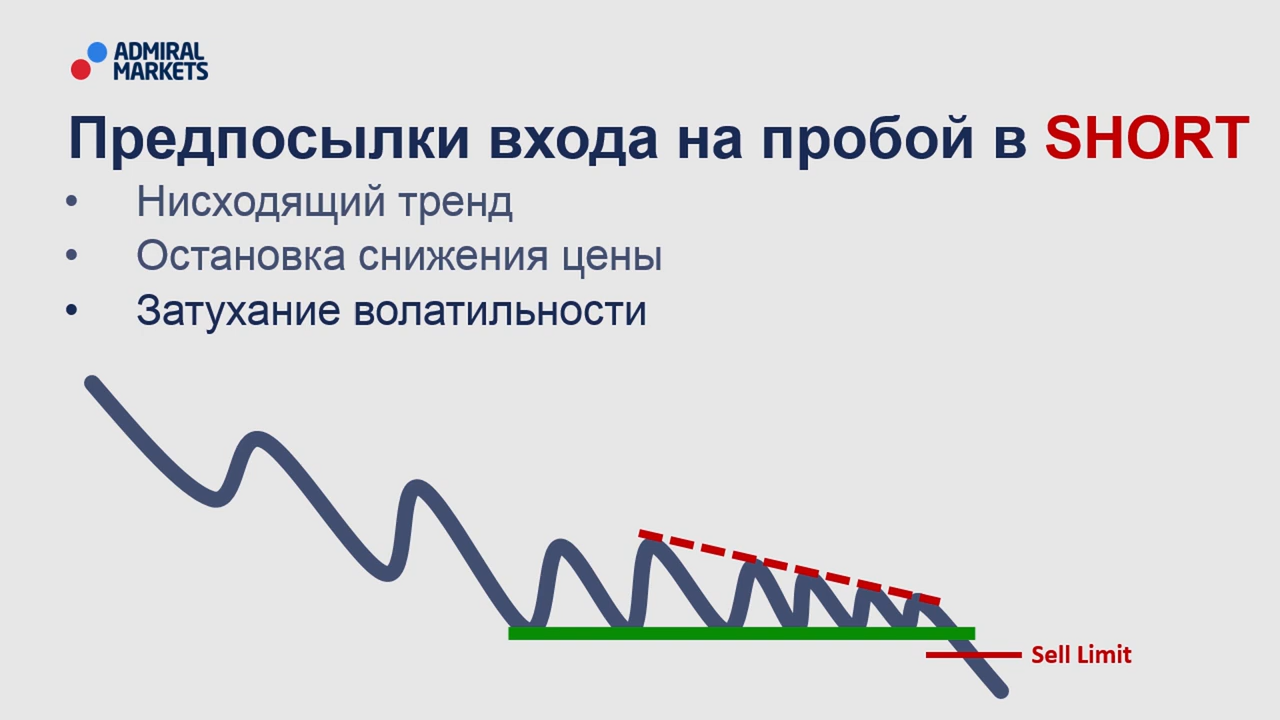 ADMIRAL
MARKETS
Предпосылки входа на пробой в SHORT
• Нисходящий тренд
• Остановка снижения цены
• Затухание волатильности
Sell Limit